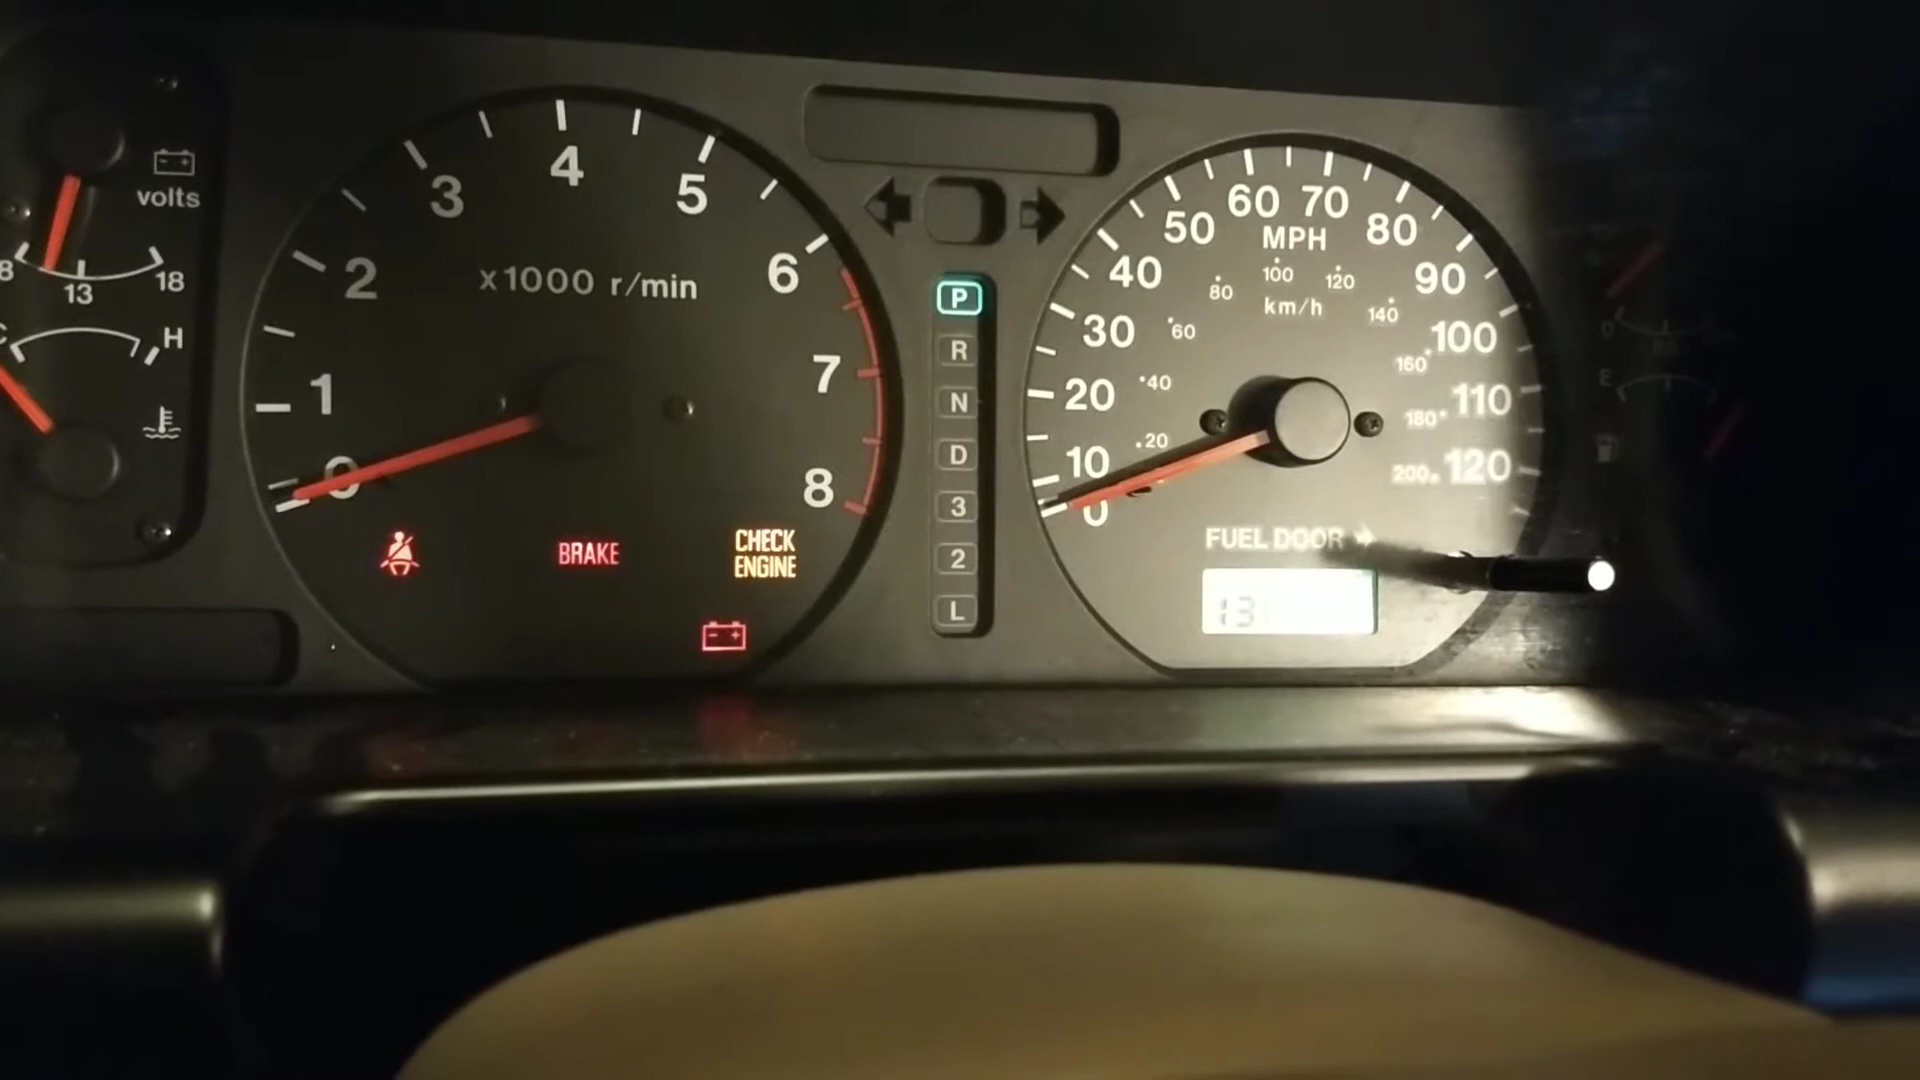 volts
8 13 18
H
0 1 2 3 4 5 6 7 8
x1000 r/min
BRAKE
CHECK
ENGINE
P
R
N
D
3
2
L
0 10 20 30 40 50 60 70 80 90 100 110 120
MPH
20 40 60 80 100 120 140 160 180 200
km/h
FUEL DOOR
13
E